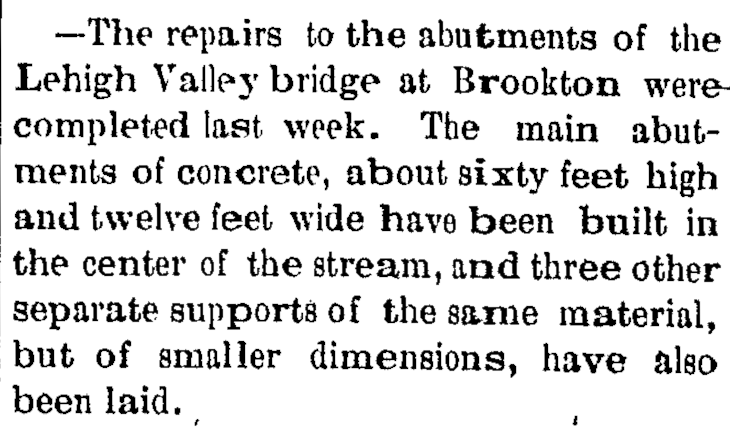 —The repairs to the abutments of the
Lehigh Valley bridge at Brookton were
completed last week. The main abut-
ments of concrete, about sixty feet high
and twelve feet wide have been built in
the center of the stream, and three other
separate supports of the same material,
but of smaller dimensions, have also
been laid.